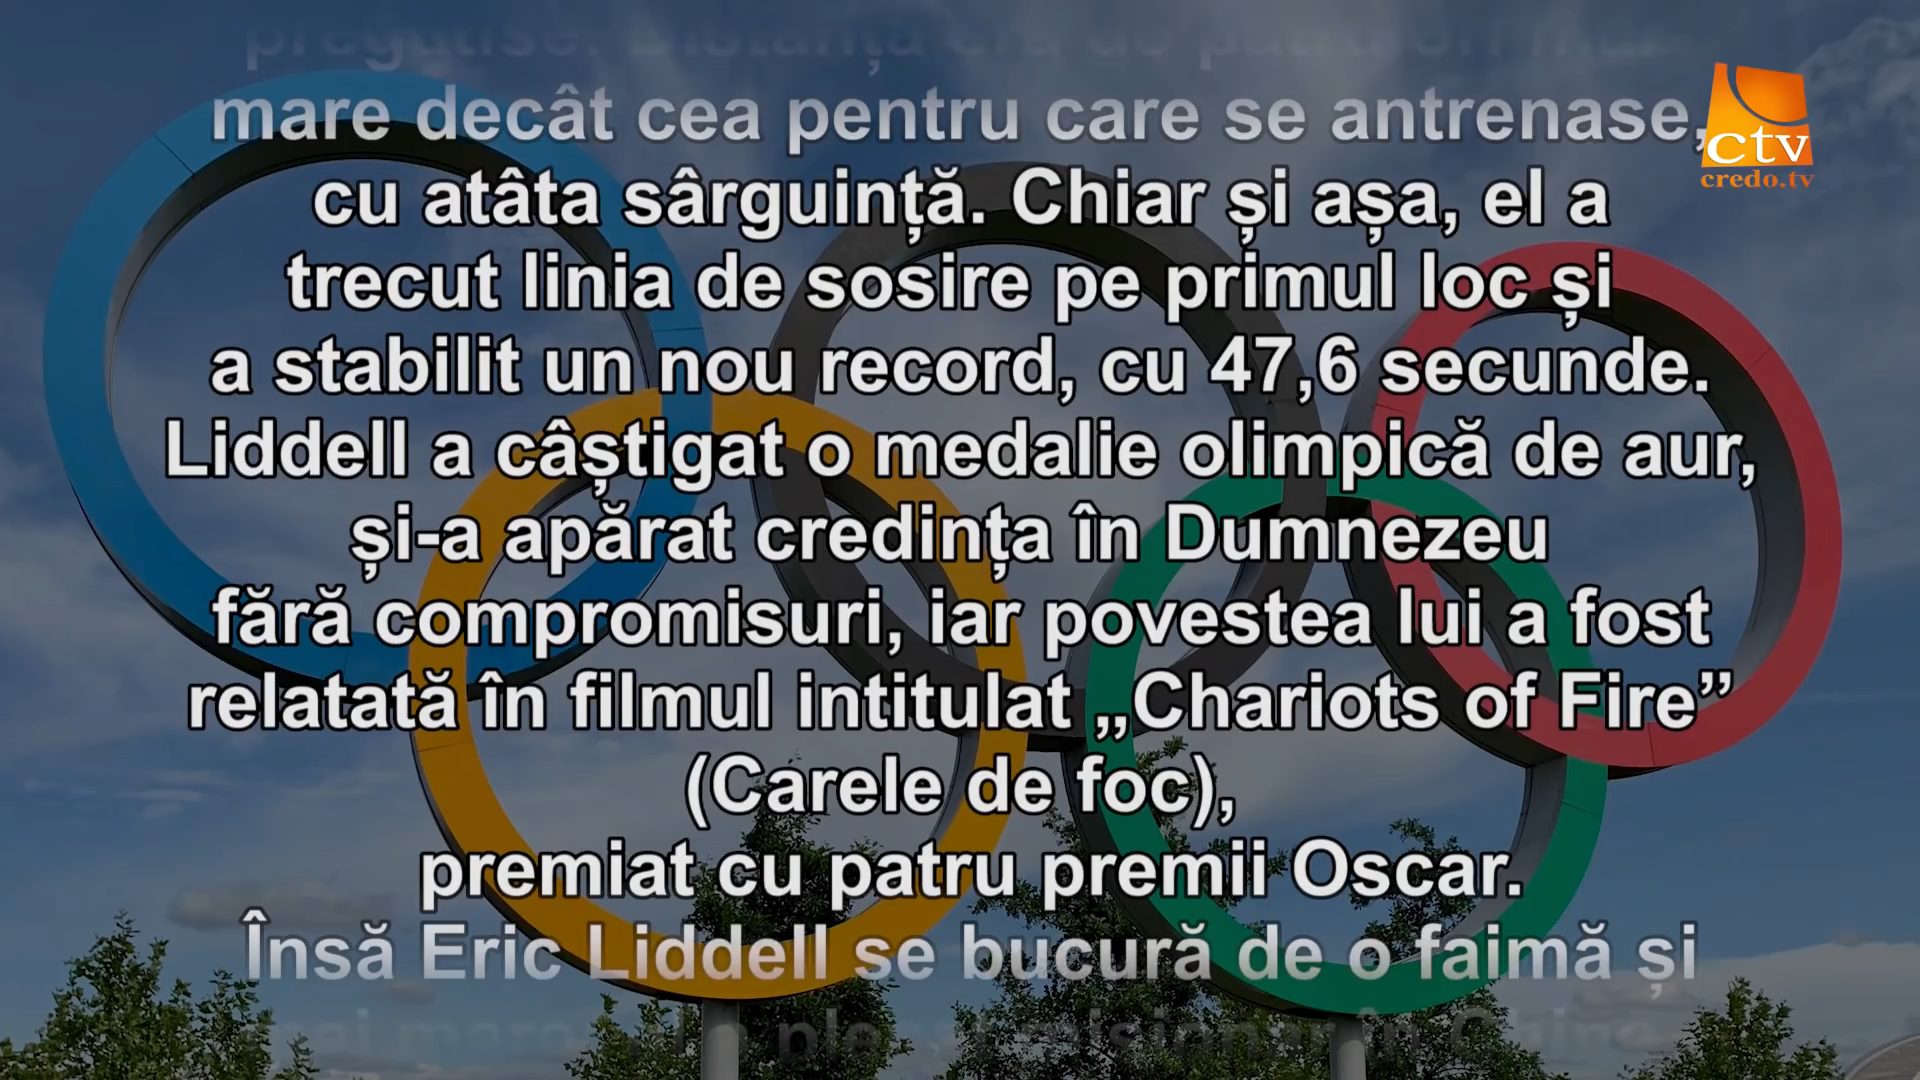 mare decât cea pentru care se antrenase,
cu atâta sârguință. Chiar și așa, el a
trecut linia de sosire pe primul loc și
a stabilit un nou record, cu 47,6 secunde.
Liddell a câștigat o medalie olimpică de aur,
și-a apărat credința în Dumnezeu
fără compromisuri, iar povestea lui a fost
relatată în filmul intitulat „Chariots of Fire”
(Carele de foc),
premiat cu patru premii Oscar.
Însă Eric Liddell se bucură de o faimă și
misionar în
ctv
credo.tv